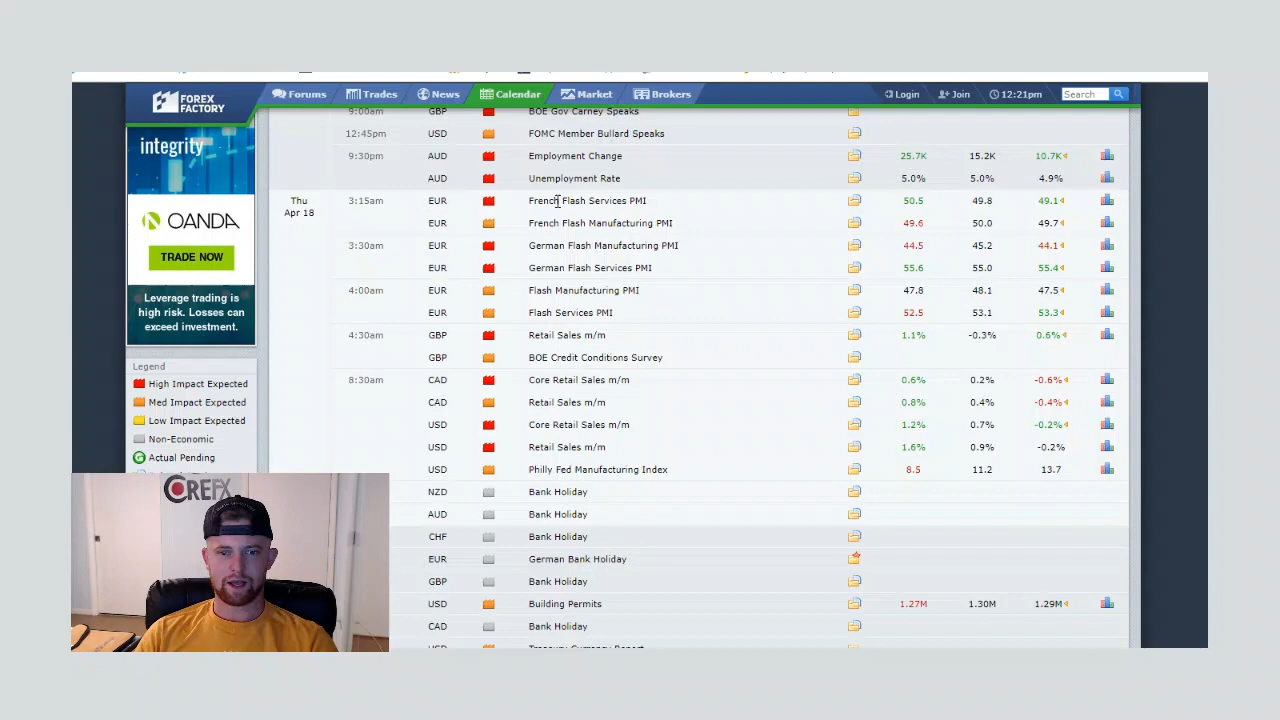 FOREX FACTORY
Forums Trades News Calendar Market Brokers Login Join 12:21pm Search
integrity
OANDA
TRADE NOW
Leverage trading is
high risk. Losses can
exceed investment.
Legend
High Impact Expected
Med Impact Expected
Low Impact Expected
Non-Economic
Actual Pending
COREFX
9:00am GBP BOE Gov Carney Speaks
12:45pm USD FOMC Member Bullard Speaks
9:30pm AUD Employment Change 25.7K 15.2K 10.7K
AUD Unemployment Rate 5.0% 5.0% 4.9%
Thu Apr 18 3:15am EUR French Flash Services PMI 50.5 49.8 49.1
EUR French Flash Manufacturing PMI 49.6 50.0 49.7
3:30am EUR German Flash Manufacturing PMI 44.5 45.2 44.1
EUR German Flash Services PMI 55.6 55.0 55.4
4:00am EUR Flash Manufacturing PMI 47.8 48.1 47.5
EUR Flash Services PMI 52.5 53.1 53.3
4:30am GBP Retail Sales m/m 1.1% -0.3% 0.6%
GBP BOE Credit Conditions Survey
8:30am CAD Core Retail Sales m/m 0.6% 0.2% -0.6%
CAD Retail Sales m/m 0.8% 0.4% -0.4%
USD Core Retail Sales m/m 1.2% 0.7% -0.2%
USD Retail Sales m/m 1.6% 0.9% -0.2%
USD Philly Fed Manufacturing Index 8.5 11.2 13.7
NZD Bank Holiday
AUD Bank Holiday
CHF Bank Holiday
EUR German Bank Holiday
GBP Bank Holiday
USD Building Permits 1.27M 1.30M 1.29M
CAD Bank Holiday
Treasury Currency Report